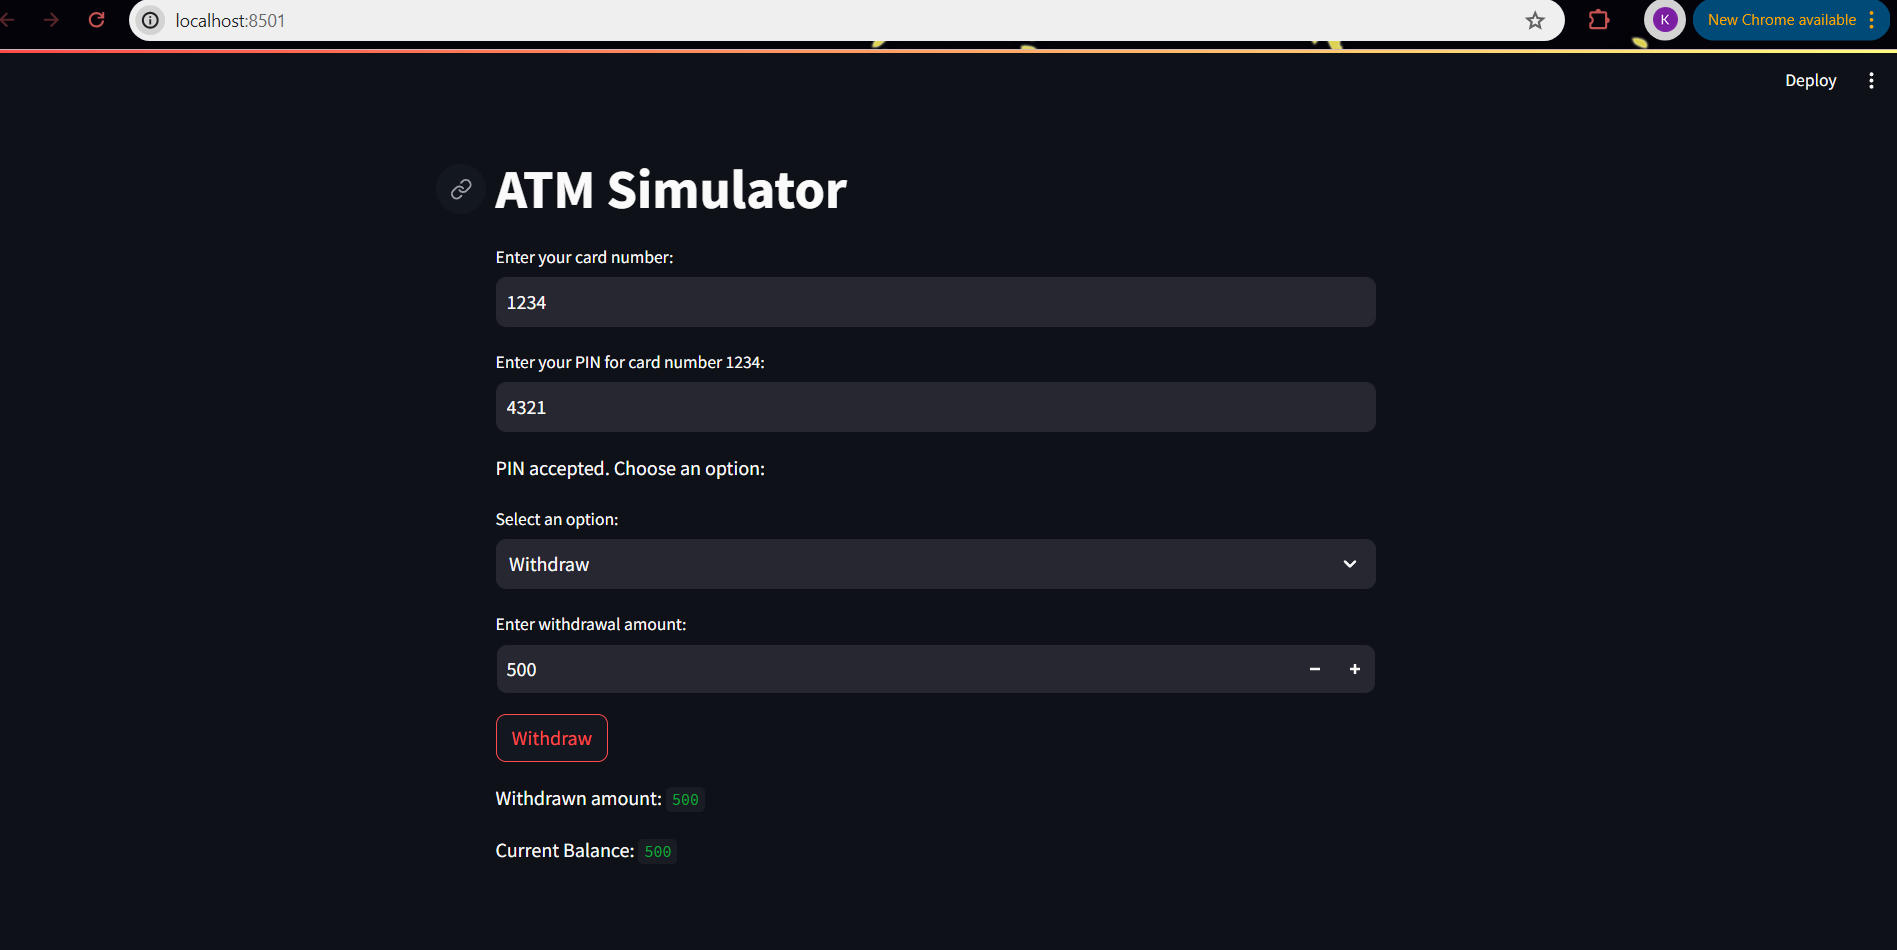 localhost:8501
K
New Chrome available
Deploy
ATM Simulator
Enter your card number:
1234
Enter your PIN for card number 1234:
4321
PIN accepted. Choose an option:
Select an option:
Withdraw
Enter withdrawal amount:
500
Withdraw
Withdrawn amount: 500
Current Balance: 500